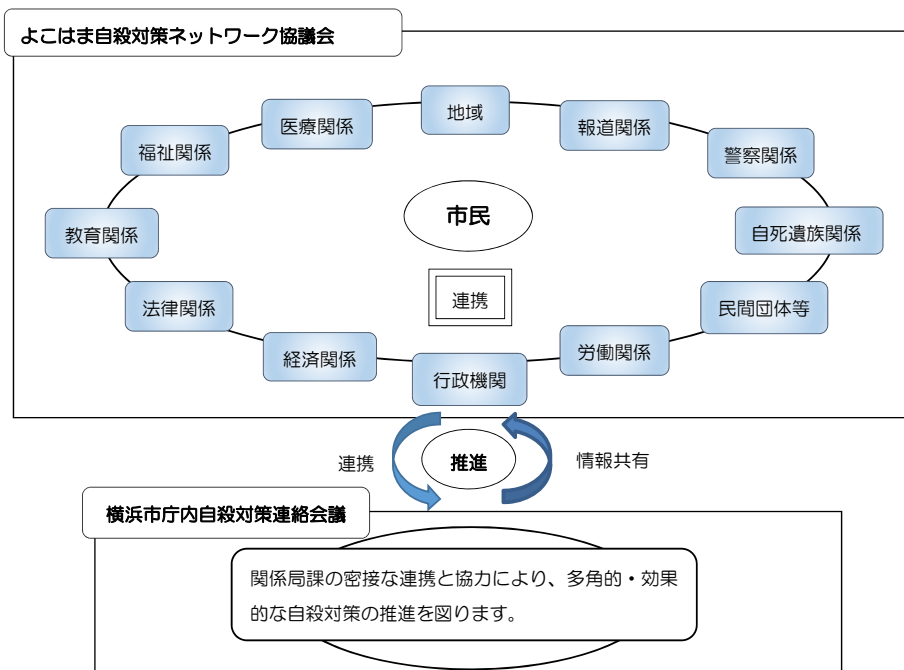 よこはま自殺対策ネットワーク協議会
地域
医療関係
報道関係
福祉関係
警察関係
市民
教育関係
自死遺族関係
連携
法律関係
民間団体等
経済関係
労働関係
行政機関
連携
推進
情報共有
横浜市庁内自殺対策連絡会議
関係局課の密接な連携と協力により、多角的・効果
的な自殺対策の推進を図ります。